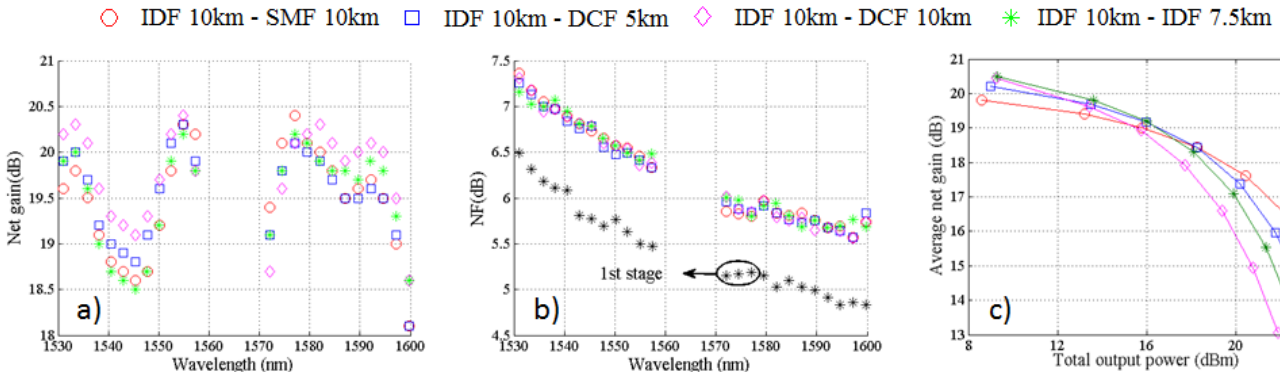 IDF 10km - SMF 10km IDF 10km - DCF 5km IDF 10km - DCF 10km IDF 10km - IDF 7.5km
21
20.5
20
19.5
19
18.5
18
Net gain(dB)
a)
1530 1540 1550 1560 1570 1580 1590 1600
Wavelength (nm)
7.5
7
6.5
6
5.5
5
4.5
NF(dB)
1st stage
b)
1530 1540 1550 1560 1570 1580 1590 1600
Wavelength (nm)
21
20
19
18
17
16
15
14
13
Average net gain (dB)
c)
8 12 16 20
Total output power (dBm)